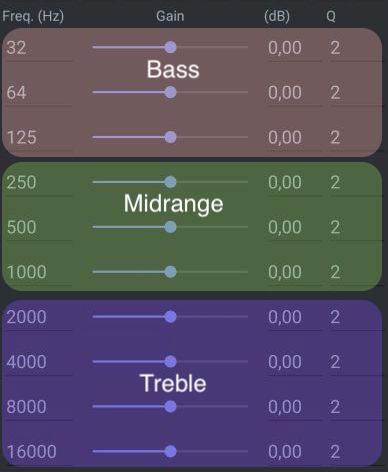 Freq. (Hz) Gain (dB) Q
32 0,00 2
Bass
64 0,00 2
125 0,00 2
250 0,00 2
Midrange
500 0,00 2
1000 0,00 2
2000 0,00 2
4000 0,00 2
Treble
8000 0,00 2
16000 0,00 2